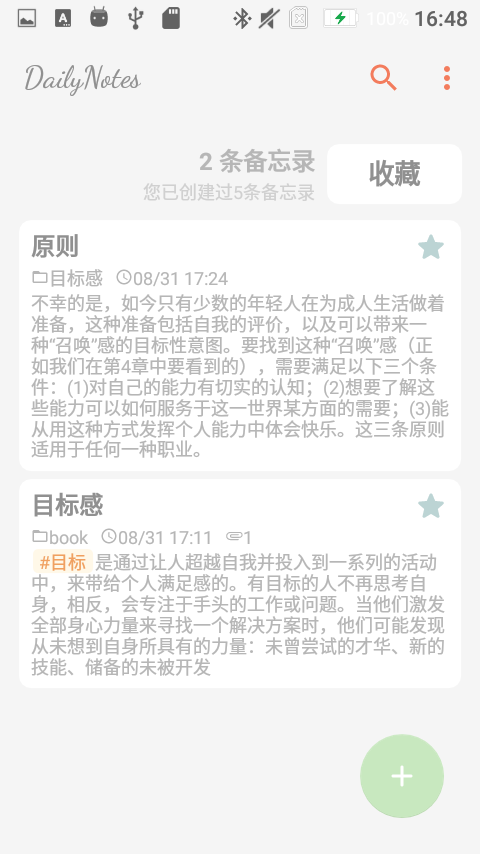 100% 16:48
DailyNotes
2 条备忘录
您已创建过5条备忘录
收藏
原则
目标感 08/31 17:24
不幸的是，如今只有少数的年轻人在为成人生活做着
准备，这种准备包括自我的评价，以及可以带来一
种“召唤”感的目标性意图。要找到这种“召唤”感（正
如我们在第4章中要看到的），需要满足以下三个条
件：(1)对自己的能力有切实的认知；(2)想要了解这
些能力可以如何服务于这一世界某方面的需要；(3)能
从用这种方式发挥个人能力中体会快乐。这三条原则
适用于任何一种职业。
目标感
book 08/31 17:11 1
#目标 是通过让人超越自我并投入到一系列的活动
中，来带给个人满足感的。有目标的人不再思考自
身，相反，会专注于手头的工作或问题。当他们激发
全部身心力量来寻找一个解决方案时，他们可能发现
从未想到自身所具有的力量：未曾尝试的才华、新的
技能、储备的未被开发